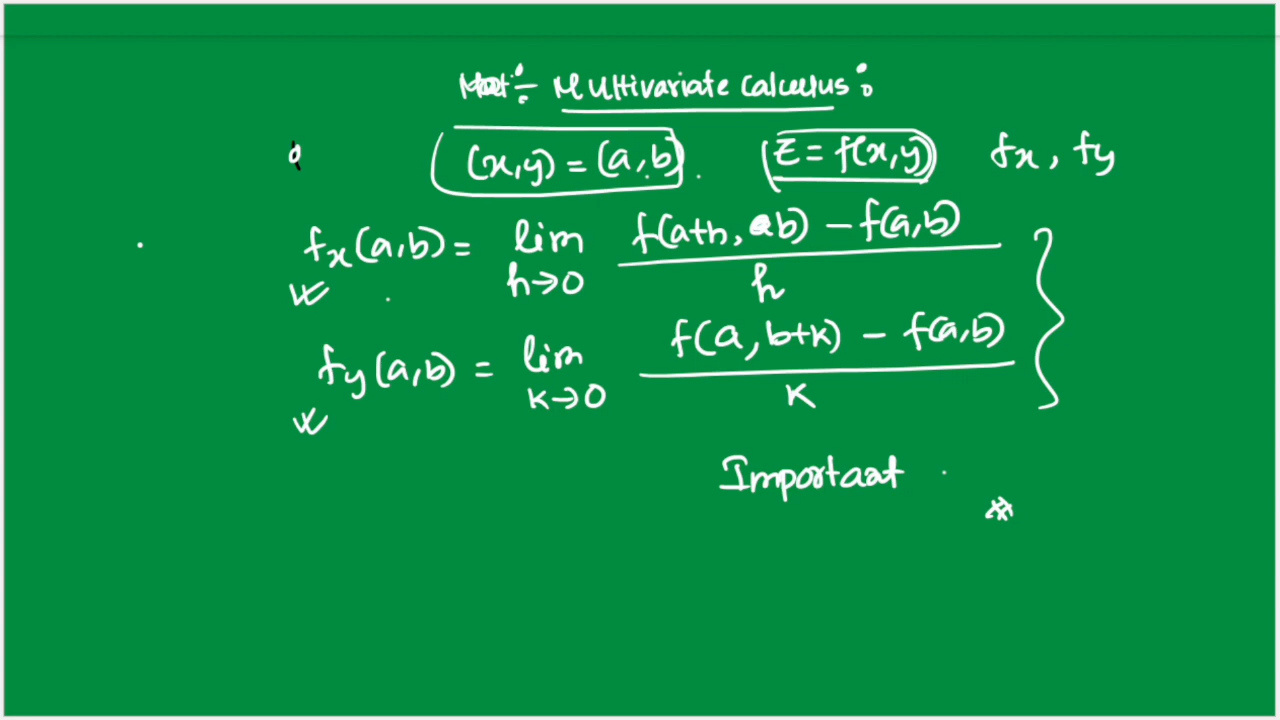 Multivariate Calculus :
(x,y) = (a,b). z = f(x,y) fx, fy
fx(a,b) = lim h→0 f(a+h, b) - f(a,b) / h
fy(a,b) = lim k→0 f(a, b+k) - f(a,b) / k
Important